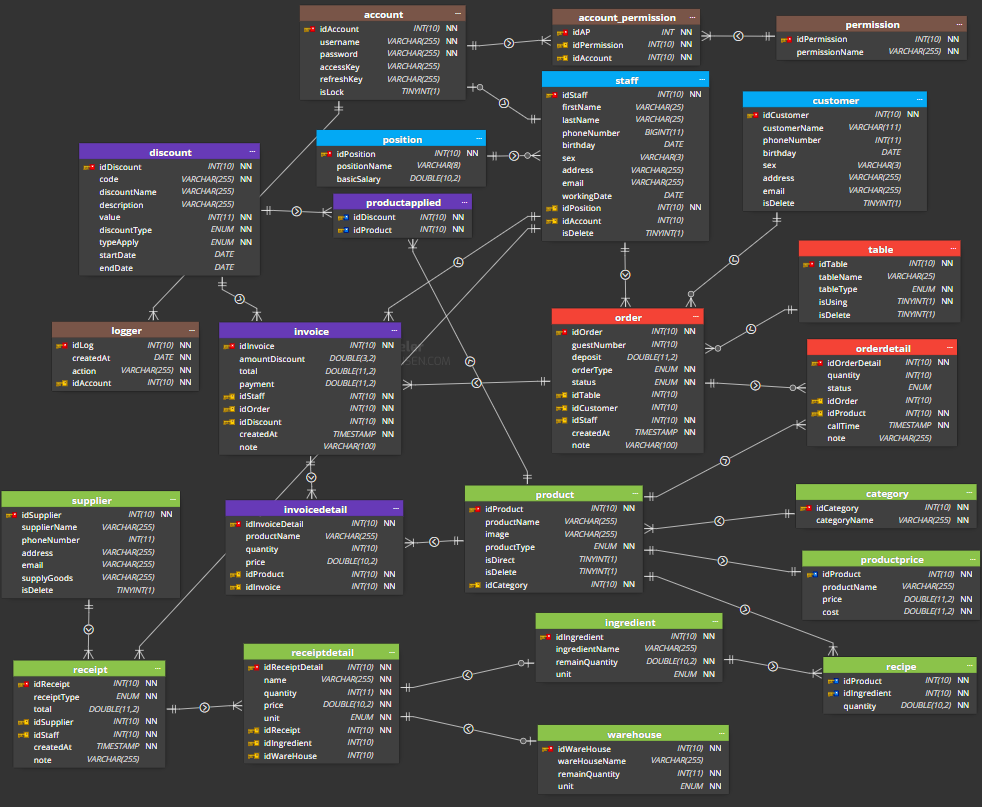 account
idAccount INT(10) NN
username VARCHAR(255) NN
password VARCHAR(255) NN
accessKey VARCHAR(255)
refreshKey VARCHAR(255)
isLock TINYINT(1)
account_permission
idAP INT NN
idPermission INT(10) NN
idAccount INT(10) NN
permission
idPermission INT(10) NN
permissionName VARCHAR(255) NN
staff
idStaff INT(10) NN
firstName VARCHAR(25)
lastName VARCHAR(25)
phoneNumber BIGINT(11)
birthday DATE
sex VARCHAR(3)
address VARCHAR(255)
email VARCHAR(255)
workingDate DATE
idPosition INT(10) NN
idAccount INT(10)
isDelete TINYINT(1)
customer
idCustomer INT(10) NN
customerName VARCHAR(111)
phoneNumber INT(11)
birthday DATE
sex VARCHAR(3)
address VARCHAR(255)
email VARCHAR(255)
isDelete TINYINT(1)
position
idPosition INT(10) NN
positionName VARCHAR(8)
basicSalary DOUBLE(10,2)
discount
idDiscount INT(10) NN
code VARCHAR(255) NN
discountName VARCHAR(255)
description VARCHAR(255)
value INT(11) NN
discountType ENUM NN
typeApply ENUM NN
startDate DATE
endDate DATE
productapplied
idDiscount INT(10) NN
idProduct INT(10) NN
table
idTable INT(10) NN
tableName VARCHAR(25)
tableType ENUM NN
isUsing TINYINT(1) NN
isDelete TINYINT(1)
logger
idLog INT(10) NN
createdAt DATE NN
action VARCHAR(255) NN
idAccount INT(10) NN
invoice
idInvoice INT(10) NN
amountDiscount DOUBLE(3,2)
total DOUBLE(11,2)
payment DOUBLE(11,2)
idStaff INT(10) NN
idOrder INT(10) NN
idDiscount INT(10) NN
createdAt TIMESTAMP NN
note VARCHAR(100)
order
idOrder INT(10) NN
guestNumber INT(10)
deposit DOUBLE(11,2)
orderType ENUM NN
status ENUM NN
idTable INT(10)
idCustomer INT(10)
idStaff INT(10) NN
createdAt TIMESTAMP NN
note VARCHAR(100)
orderdetail
idOrderDetail INT(10) NN
quantity INT(10)
status ENUM
idOrder INT(10)
idProduct INT(10) NN
callTime TIMESTAMP NN
note VARCHAR(255)
supplier
idSupplier INT(10) NN
supplierName VARCHAR(255)
phoneNumber INT(11)
address VARCHAR(255)
email VARCHAR(255)
supplyGoods VARCHAR(255)
isDelete TINYINT(1)
invoicedetail
idInvoiceDetail INT(10) NN
productName VARCHAR(255)
quantity INT(10)
price DOUBLE(10,2)
idProduct INT(10) NN
idInvoice INT(10) NN
product
idProduct INT(10) NN
productName VARCHAR(255)
image VARCHAR(255)
productType ENUM NN
isDirect TINYINT(1)
isDelete TINYINT(1)
idCategory INT(10) NN
category
idCategory INT(10) NN
categoryName VARCHAR(255) NN
productprice
idProduct INT(10) NN
productName VARCHAR(255)
price DOUBLE(11,2) NN
cost DOUBLE(11,2) NN
ingredient
idIngredient INT(10) NN
ingredientName VARCHAR(255)
remainQuantity DOUBLE(10,2) NN
unit ENUM NN
receipt
idReceipt INT(10) NN
receiptType ENUM NN
total DOUBLE(11,2)
idSupplier INT(10) NN
idStaff INT(10) NN
createdAt TIMESTAMP NN
note VARCHAR(255)
receiptdetail
idReceiptDetail INT(10) NN
name VARCHAR(255) NN
quantity INT(11) NN
price DOUBLE(10,2) NN
unit ENUM NN
idReceipt INT(10) NN
idIngredient INT(10)
idWareHouse INT(10)
recipe
idProduct INT(10) NN
idIngredient INT(10) NN
quantity DOUBLE(10,2) NN
warehouse
idWareHouse INT(10) NN
wareHouseName VARCHAR(255)
remainQuantity INT(11) NN
unit ENUM NN